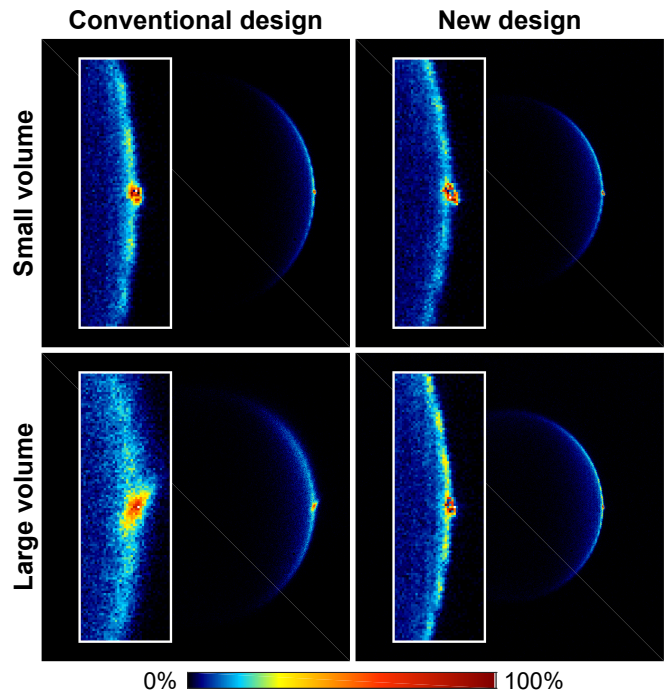 Conventional design
New design
Small volume
Large volume
0%
100%